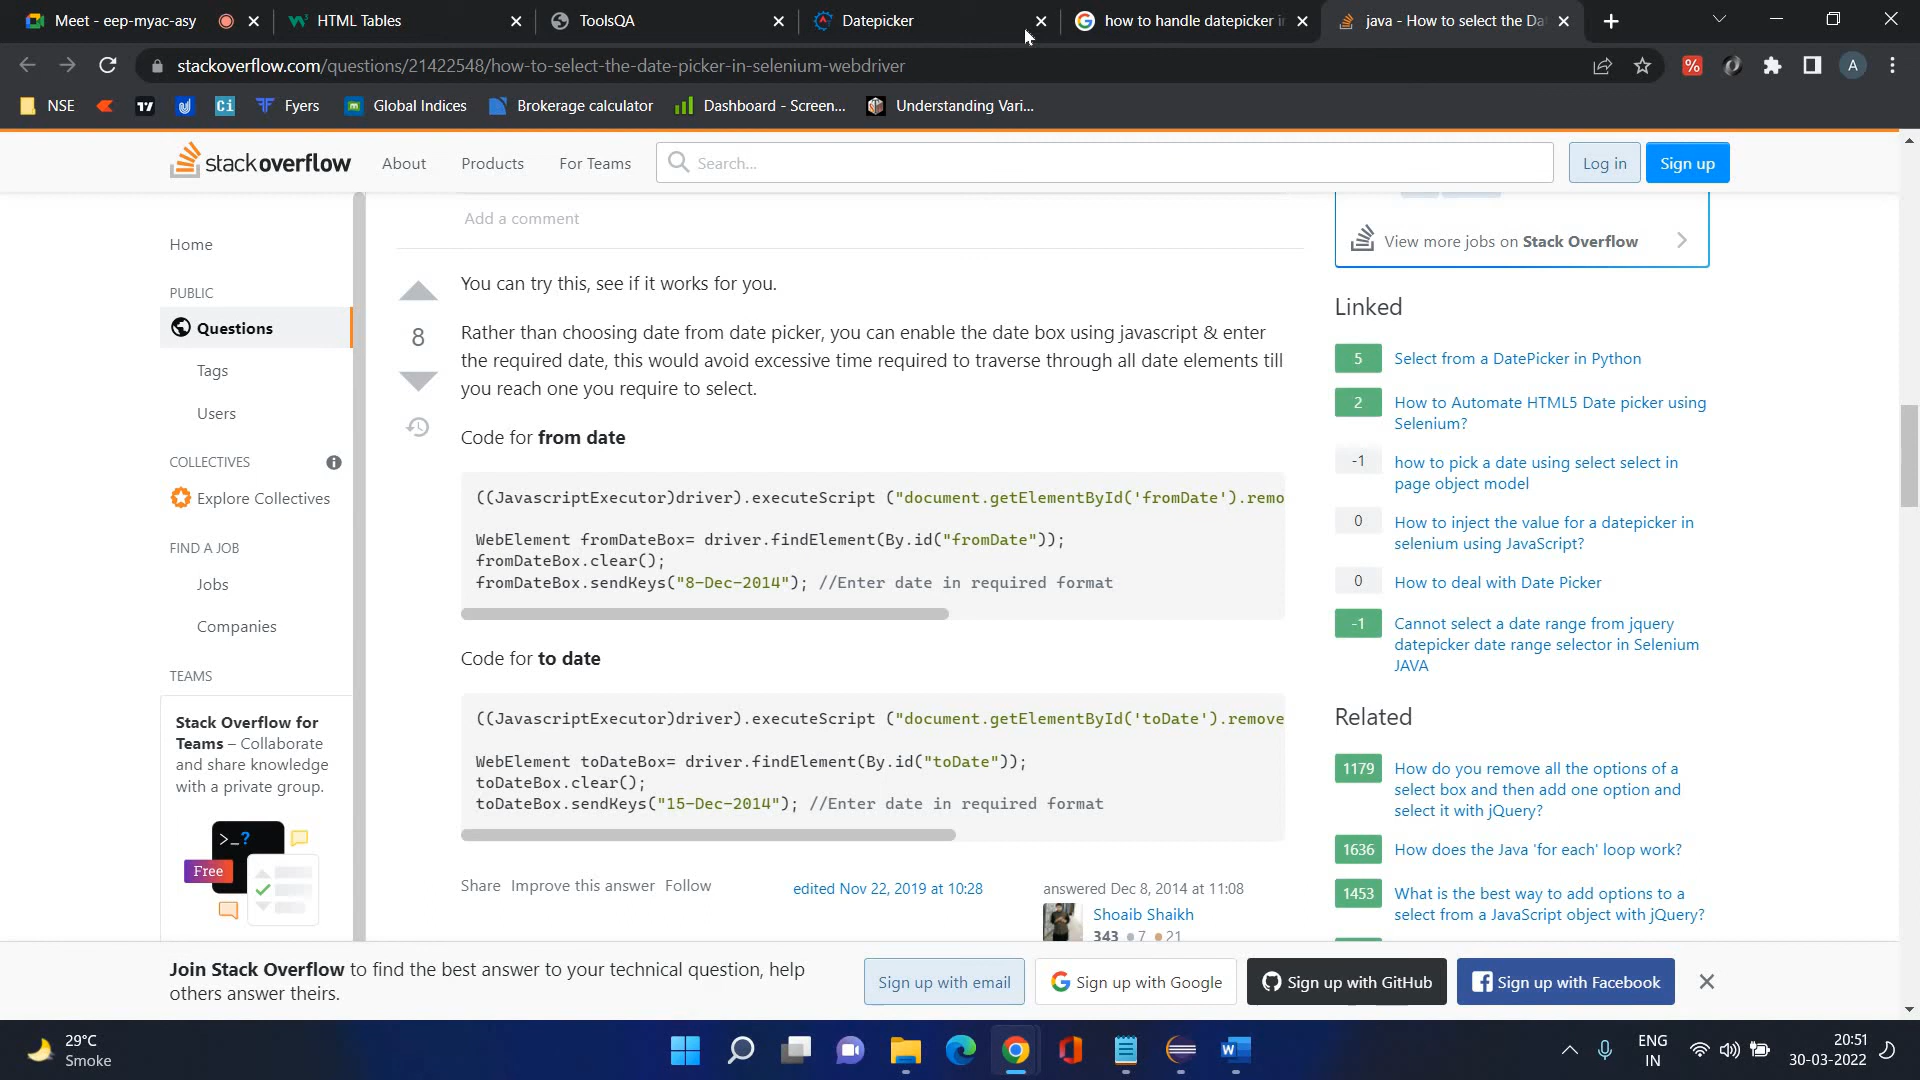 Meet - eep-myac-asy
HTML Tables
ToolsQA
Datepicker
how to handle datepicker in
java - How to select the Da
stackoverflow.com/questions/21422548/how-to-select-the-date-picker-in-selenium-webdriver
A
NSE
Ci
Fyers
Global Indices
Brokerage calculator
Dashboard - Screen...
Understanding Vari...
stackoverflow
About
Products
For Teams
Search...
Log in
Sign up
Home
PUBLIC
Questions
Tags
Users
COLLECTIVES
Explore Collectives
FIND A JOB
Jobs
Companies
TEAMS
Stack Overflow for
Teams – Collaborate
and share knowledge
with a private group.
>_?
Free
Add a comment
8
You can try this, see if it works for you.
Rather than choosing date from date picker, you can enable the date box using javascript & enter
the required date, this would avoid excessive time required to traverse through all date elements till
you reach one you require to select.
Code for from date
((JavascriptExecutor)driver).executeScript ("document.getElementById('fromDate').remo
WebElement fromDateBox= driver.findElement(By.id("fromDate"));
fromDateBox.clear();
fromDateBox.sendKeys("8-Dec-2014"); //Enter date in required format
Code for to date
((JavascriptExecutor)driver).executeScript ("document.getElementById('toDate').remove
WebElement toDateBox= driver.findElement(By.id("toDate"));
toDateBox.clear();
toDateBox.sendKeys("15-Dec-2014"); //Enter date in required format
Share Improve this answer Follow
edited Nov 22, 2019 at 10:28
answered Dec 8, 2014 at 11:08
Shoaib Shaikh
343 7 21
View more jobs on Stack Overflow
Linked
5 Select from a DatePicker in Python
2 How to Automate HTML5 Date picker using
Selenium?
-1 how to pick a date using select select in
page object model
0 How to inject the value for a datepicker in
selenium using JavaScript?
0 How to deal with Date Picker
-1 Cannot select a date range from jquery
datepicker date range selector in Selenium
JAVA
Related
1179 How do you remove all the options of a
select box and then add one option and
select it with jQuery?
1636 How does the Java 'for each' loop work?
1453 What is the best way to add options to a
select from a JavaScript object with jQuery?
Join Stack Overflow to find the best answer to your technical question, help
others answer theirs.
Sign up with email
Sign up with Google
Sign up with GitHub
Sign up with Facebook
29°C
Smoke
ENG
IN
20:51
30-03-2022